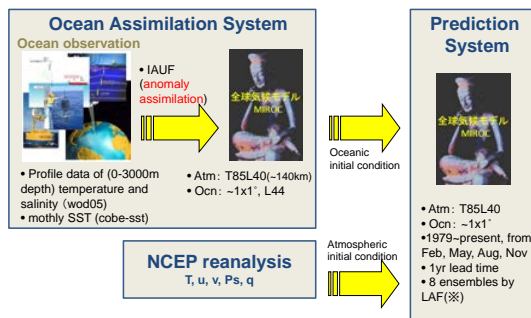 Ocean Assimilation System
Ocean observation
• IAUF
(anomaly
assimilation)
全球気候モデル
MIROC
• Profile data of (0-3000m
depth) temperature and
salinity (wod05)
• mothly SST (cobe-sst)
• Atm: T85L40(~140km)
• Ocn: ~1x1°, L44
Oceanic
initial condition
NCEP reanalysis
T, u, v, Ps, q
Atmospheric
initial condition
Prediction
System
全球気候モデル
MIROC
• Atm: T85L40
• Ocn: ~1x1°
•1979~present, from
Feb, May, Aug, Nov
• 1yr lead time
• 8 ensembles by
LAF(※)